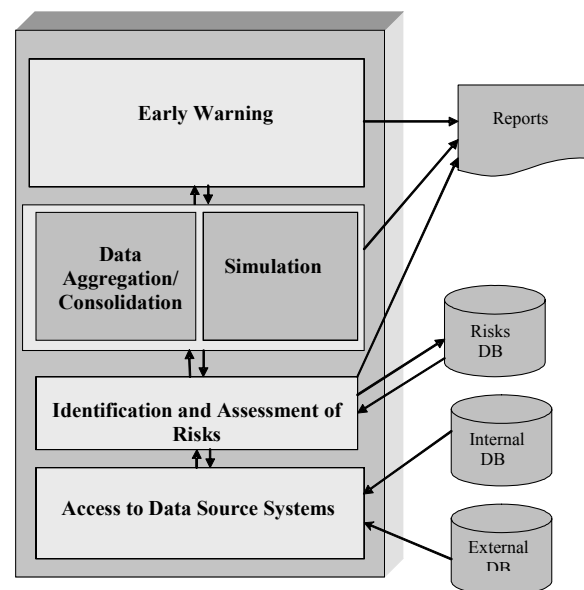 Early Warning
Reports
Data
Aggregation/
Consolidation
Simulation
Risks
DB
Identification and Assessment of
Risks
Internal
DB
Access to Data Source Systems
External
DB